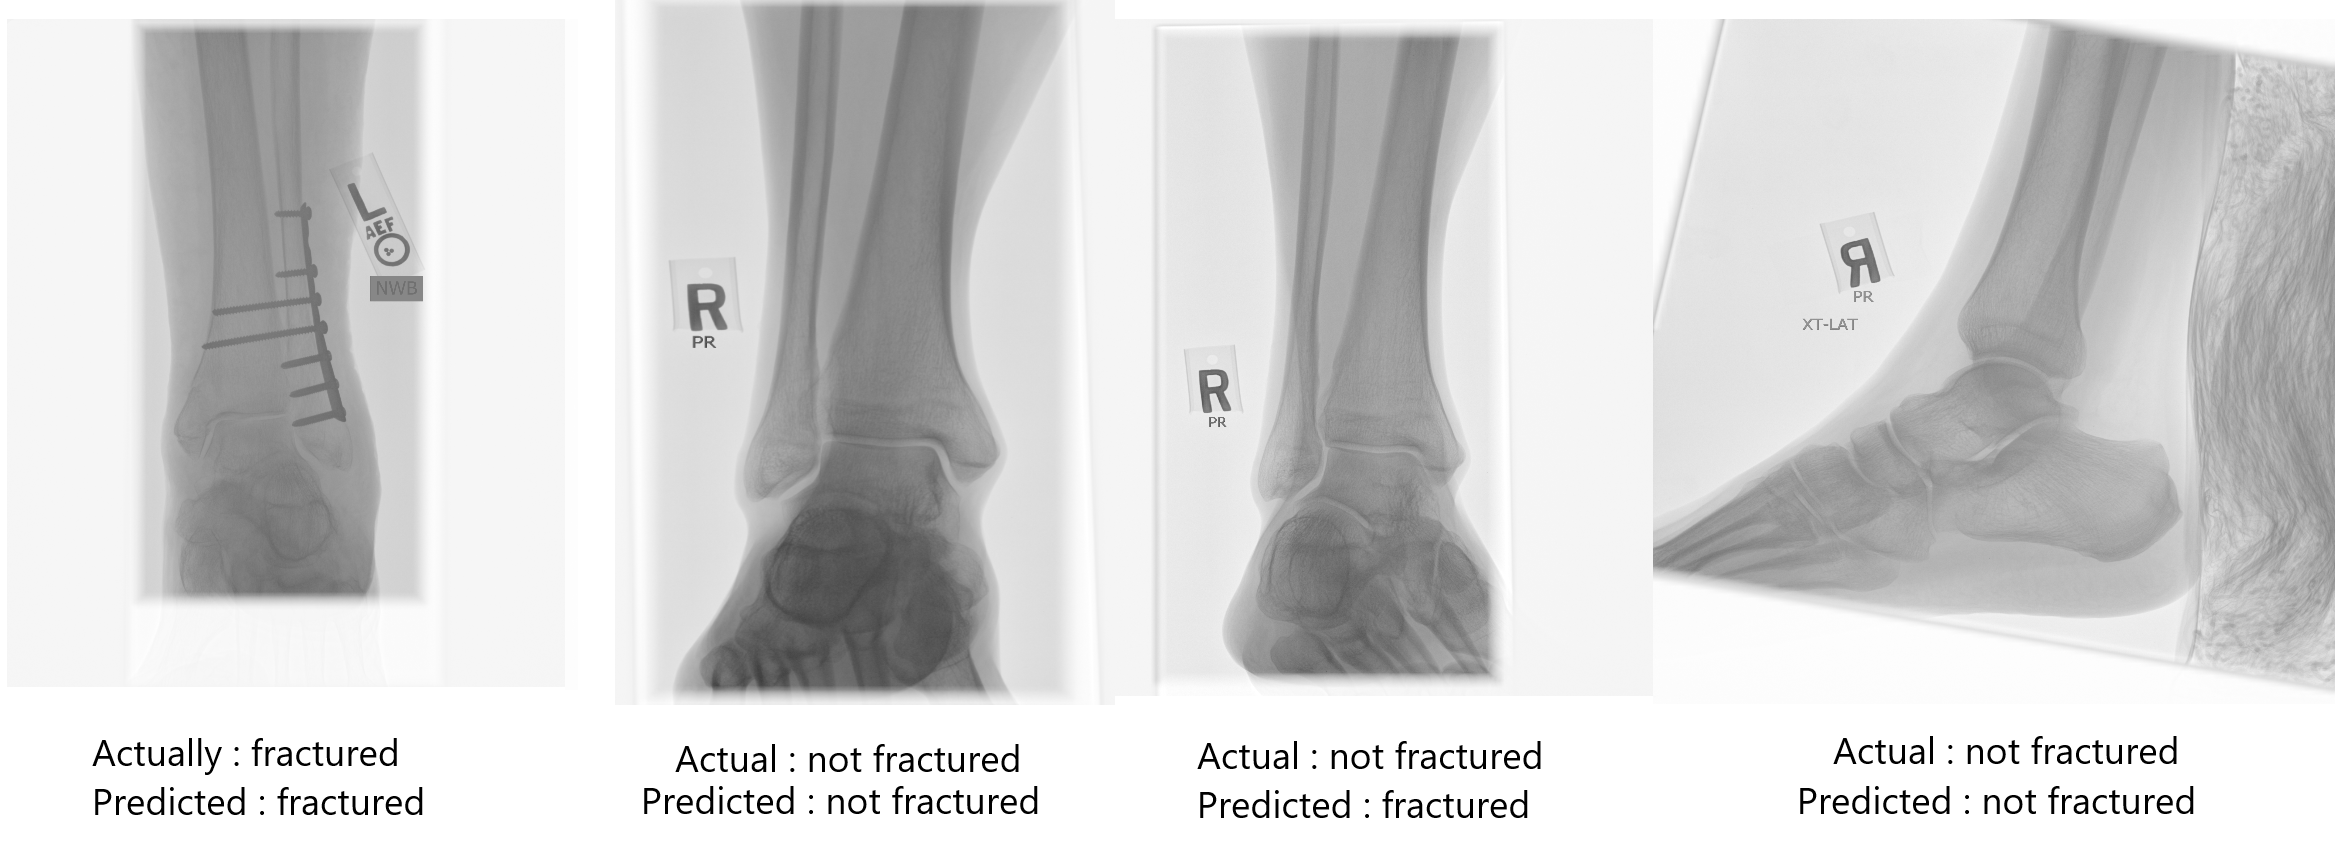 L
AEF
NWB
R
PR
R
PR
R
PR
XT-LAT
Actually : fractured
Predicted : fractured
Actual : not fractured
Predicted : not fractured
Actual : not fractured
Predicted : fractured
Actual : not fractured
Predicted : not fractured